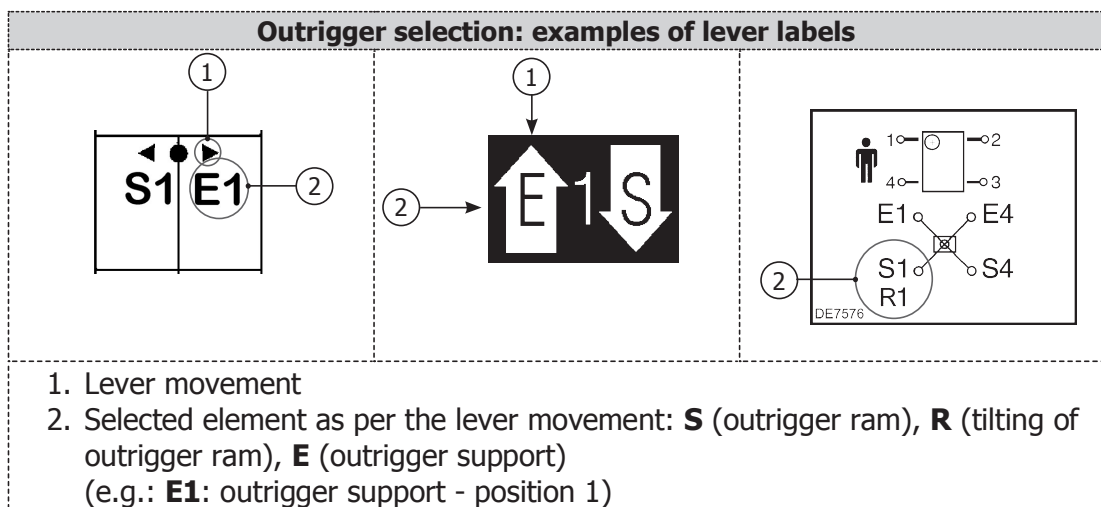 Outrigger selection: examples of lever labels
1
S1 E1
2
1
2
E 1 S
1 2
4 3
E1 E4
2
S1 S4
R1
DE7576
1. Lever movement
2. Selected element as per the lever movement: S (outrigger ram), R (tilting of
outrigger ram), E (outrigger support)
(e.g.: E1: outrigger support - position 1)